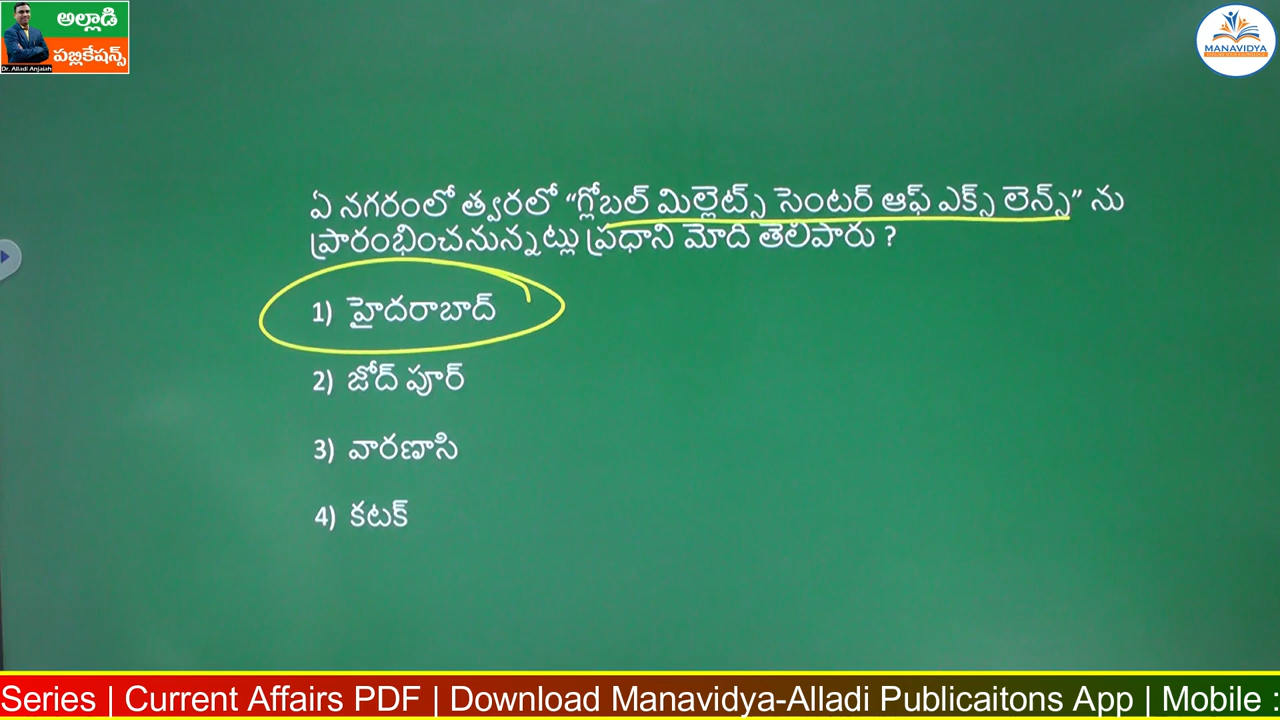 అల్లాడి
పబ్లికేషన్స్
Dr. Alladi Anjaiah
MANAVIDYA
ఏ నగరంలో త్వరలో “గ్లోబల్ మిల్లెట్స్ సెంటర్ ఆఫ్ ఎక్స్ లెన్స్” ను
ప్రారంభించనున్నట్లు ప్రధాని మోది తెలిపారు ?
1) హైదరాబాద్
2) జోద్ పూర్
3) వారణాసి
4) కటక్
Series | Current Affairs PDF | Download Manavidya-Alladi Publicaitons App | Mobile :